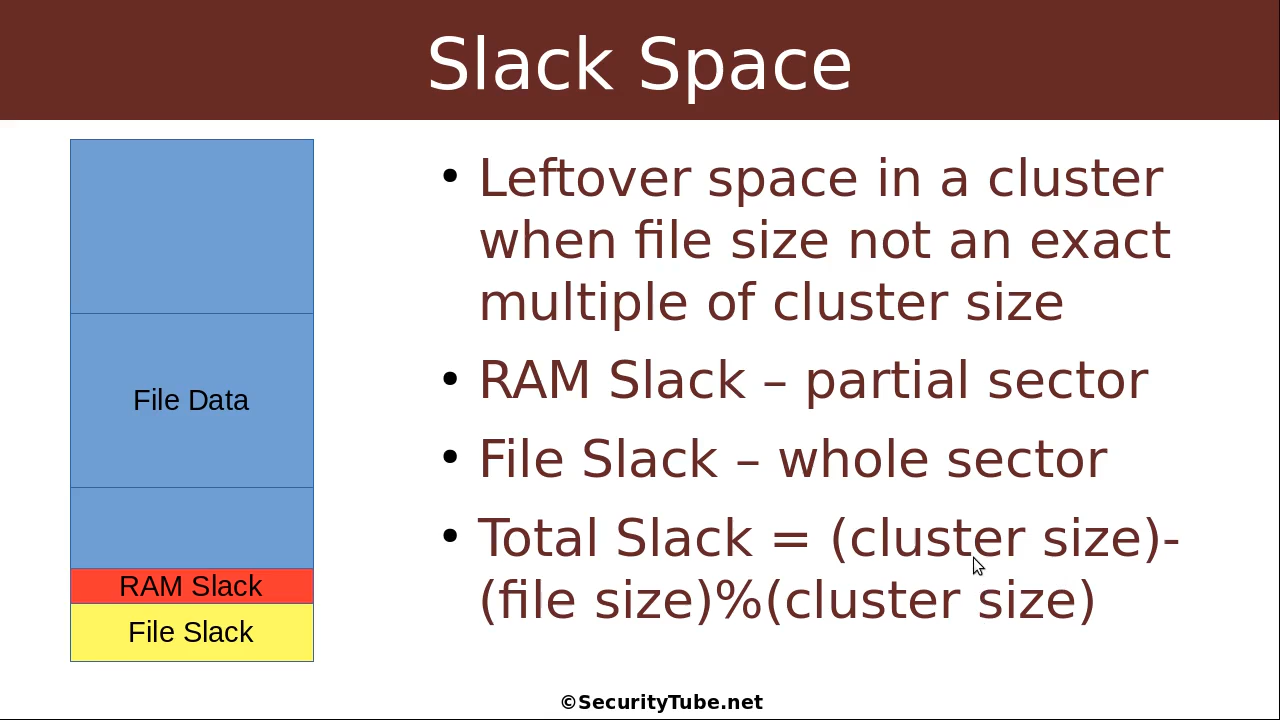 Slack Space
File Data
RAM Slack
File Slack
• Leftover space in a cluster
when file size not an exact
multiple of cluster size
• RAM Slack – partial sector
• File Slack – whole sector
• Total Slack = (cluster size)-
(file size)%(cluster size)
©SecurityTube.net